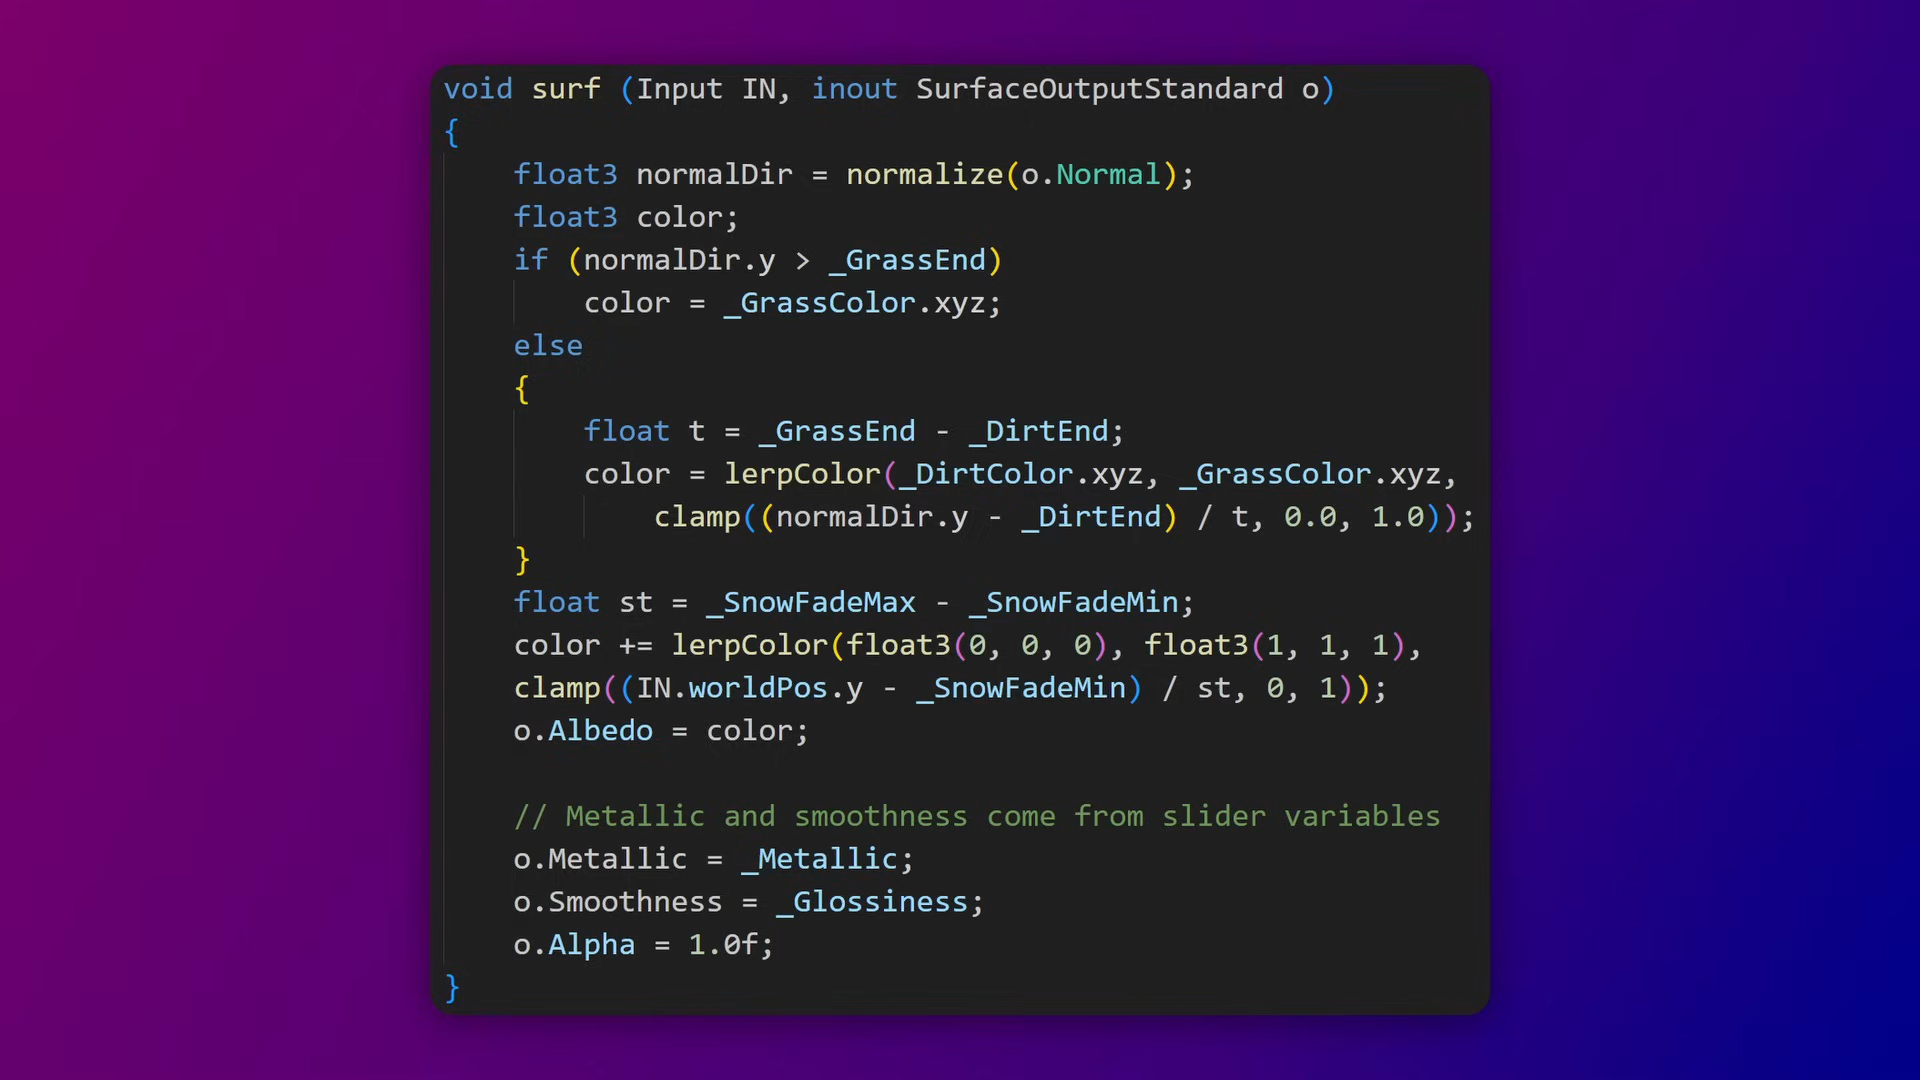 void surf (Input IN, inout SurfaceOutputStandard o)
{
    float3 normalDir = normalize(o.Normal);
    float3 color;
    if (normalDir.y > _GrassEnd)
        color = _GrassColor.xyz;
    else
    {
        float t = _GrassEnd - _DirtEnd;
        color = lerpColor(_DirtColor.xyz, _GrassColor.xyz,
            clamp((normalDir.y - _DirtEnd) / t, 0.0, 1.0));
    }
    float st = _SnowFadeMax - _SnowFadeMin;
    color += lerpColor(float3(0, 0, 0), float3(1, 1, 1),
    clamp((IN.worldPos.y - _SnowFadeMin) / st, 0, 1));
    o.Albedo = color;

    // Metallic and smoothness come from slider variables
    o.Metallic = _Metallic;
    o.Smoothness = _Glossiness;
    o.Alpha = 1.0f;
}